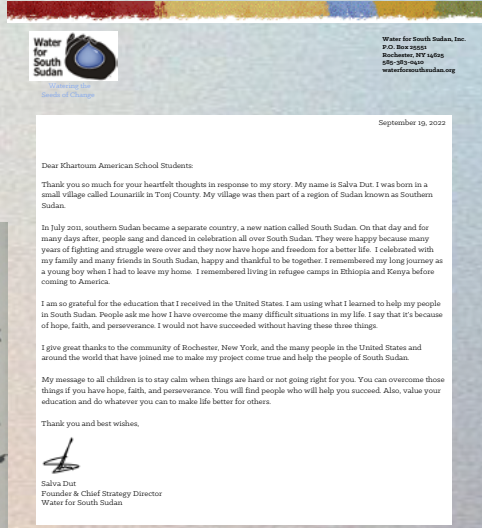 Water
for
South
Sudan
Watering the
Seeds of Change
Water for South Sudan, Inc.
P.O. Box 25551
Rochester, NY 14625
585-383-0410
waterforsouthsudan.org
September 19, 2022
Dear Khartoum American School Students:
Thank you so much for your heartfelt thoughts in response to my story. My name is Salva Dut. I was born in a
small village called Lounariik in Tonj County. My village was then part of a region of Sudan known as Southern
Sudan.
In July 2011, southern Sudan became a separate country, a new nation called South Sudan. On that day and for
many days after, people sang and danced in celebration all over South Sudan. They were happy because many
years of fighting and struggle were over and they now have hope and freedom for a better life. I celebrated with
my family and many friends in South Sudan, happy and thankful to be together. I remembered my long journey as
a young boy when I had to leave my home. I remembered living in refugee camps in Ethiopia and Kenya before
coming to America.
I am so grateful for the education that I received in the United States. I am using what I learned to help my people
in South Sudan. People ask me how I have overcome the many difficult situations in my life. I say that it's because
of hope, faith, and perseverance. I would not have succeeded without having these three things.
I give great thanks to the community of Rochester, New York, and the many people in the United States and
around the world that have joined me to make my project come true and help the people of South Sudan.
My message to all children is to stay calm when things are hard or not going right for you. You can overcome those
things if you have hope, faith, and perseverance. You will find people who will help you succeed. Also, value your
education and do whatever you can to make life better for others.
Thank you and best wishes,
Salva Dut
Founder & Chief Strategy Director
Water for South Sudan